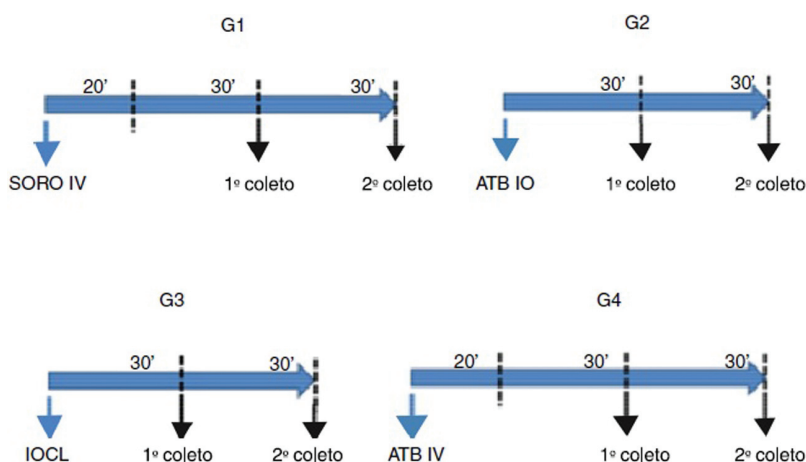 G1
20’ 30’ 30’
SORO IV 1º coleto 2º coleto
G2
30’ 30’
ATB IO 1º coleto 2º coleto
G3
30’ 30’
IOCL 1º coleto 2º coleto
G4
20’ 30’ 30’
ATB IV 1º coleto 2º coleto